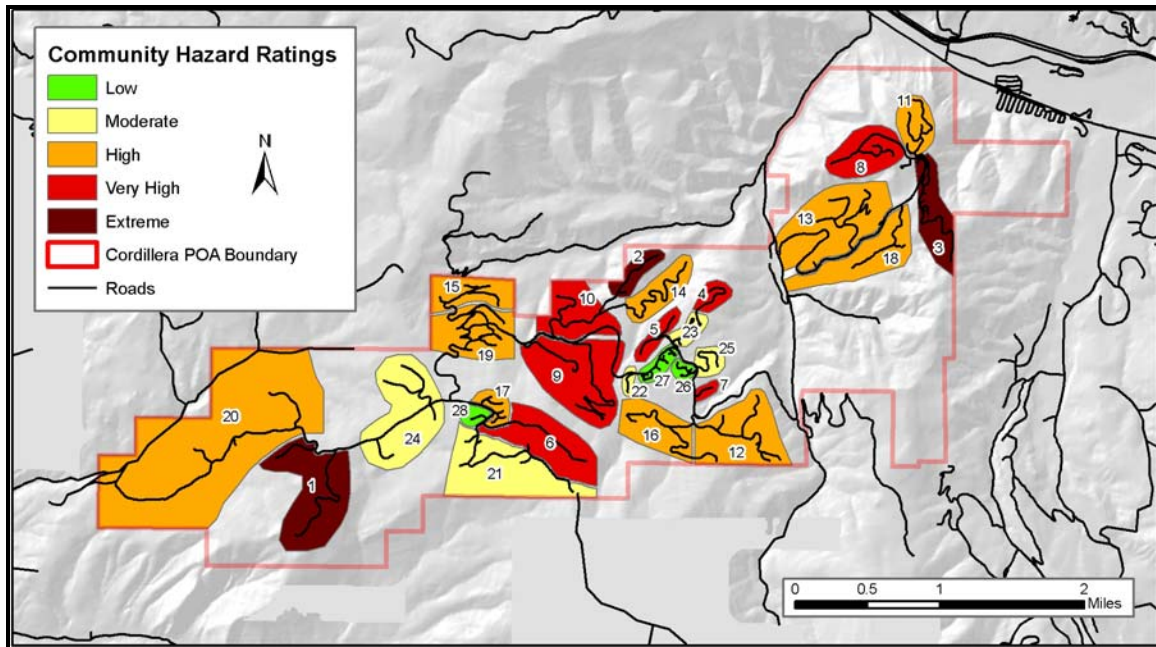 Community Hazard Ratings
Low
Moderate
High
Very High
Extreme
Cordillera POA Boundary
Roads
N
11
8
13
3
18
2
14
4
10
15
5
23
19
25
9
27
26
22
7
17
20
28
24
6
16
12
21
1
0 0.5 1 2
Miles